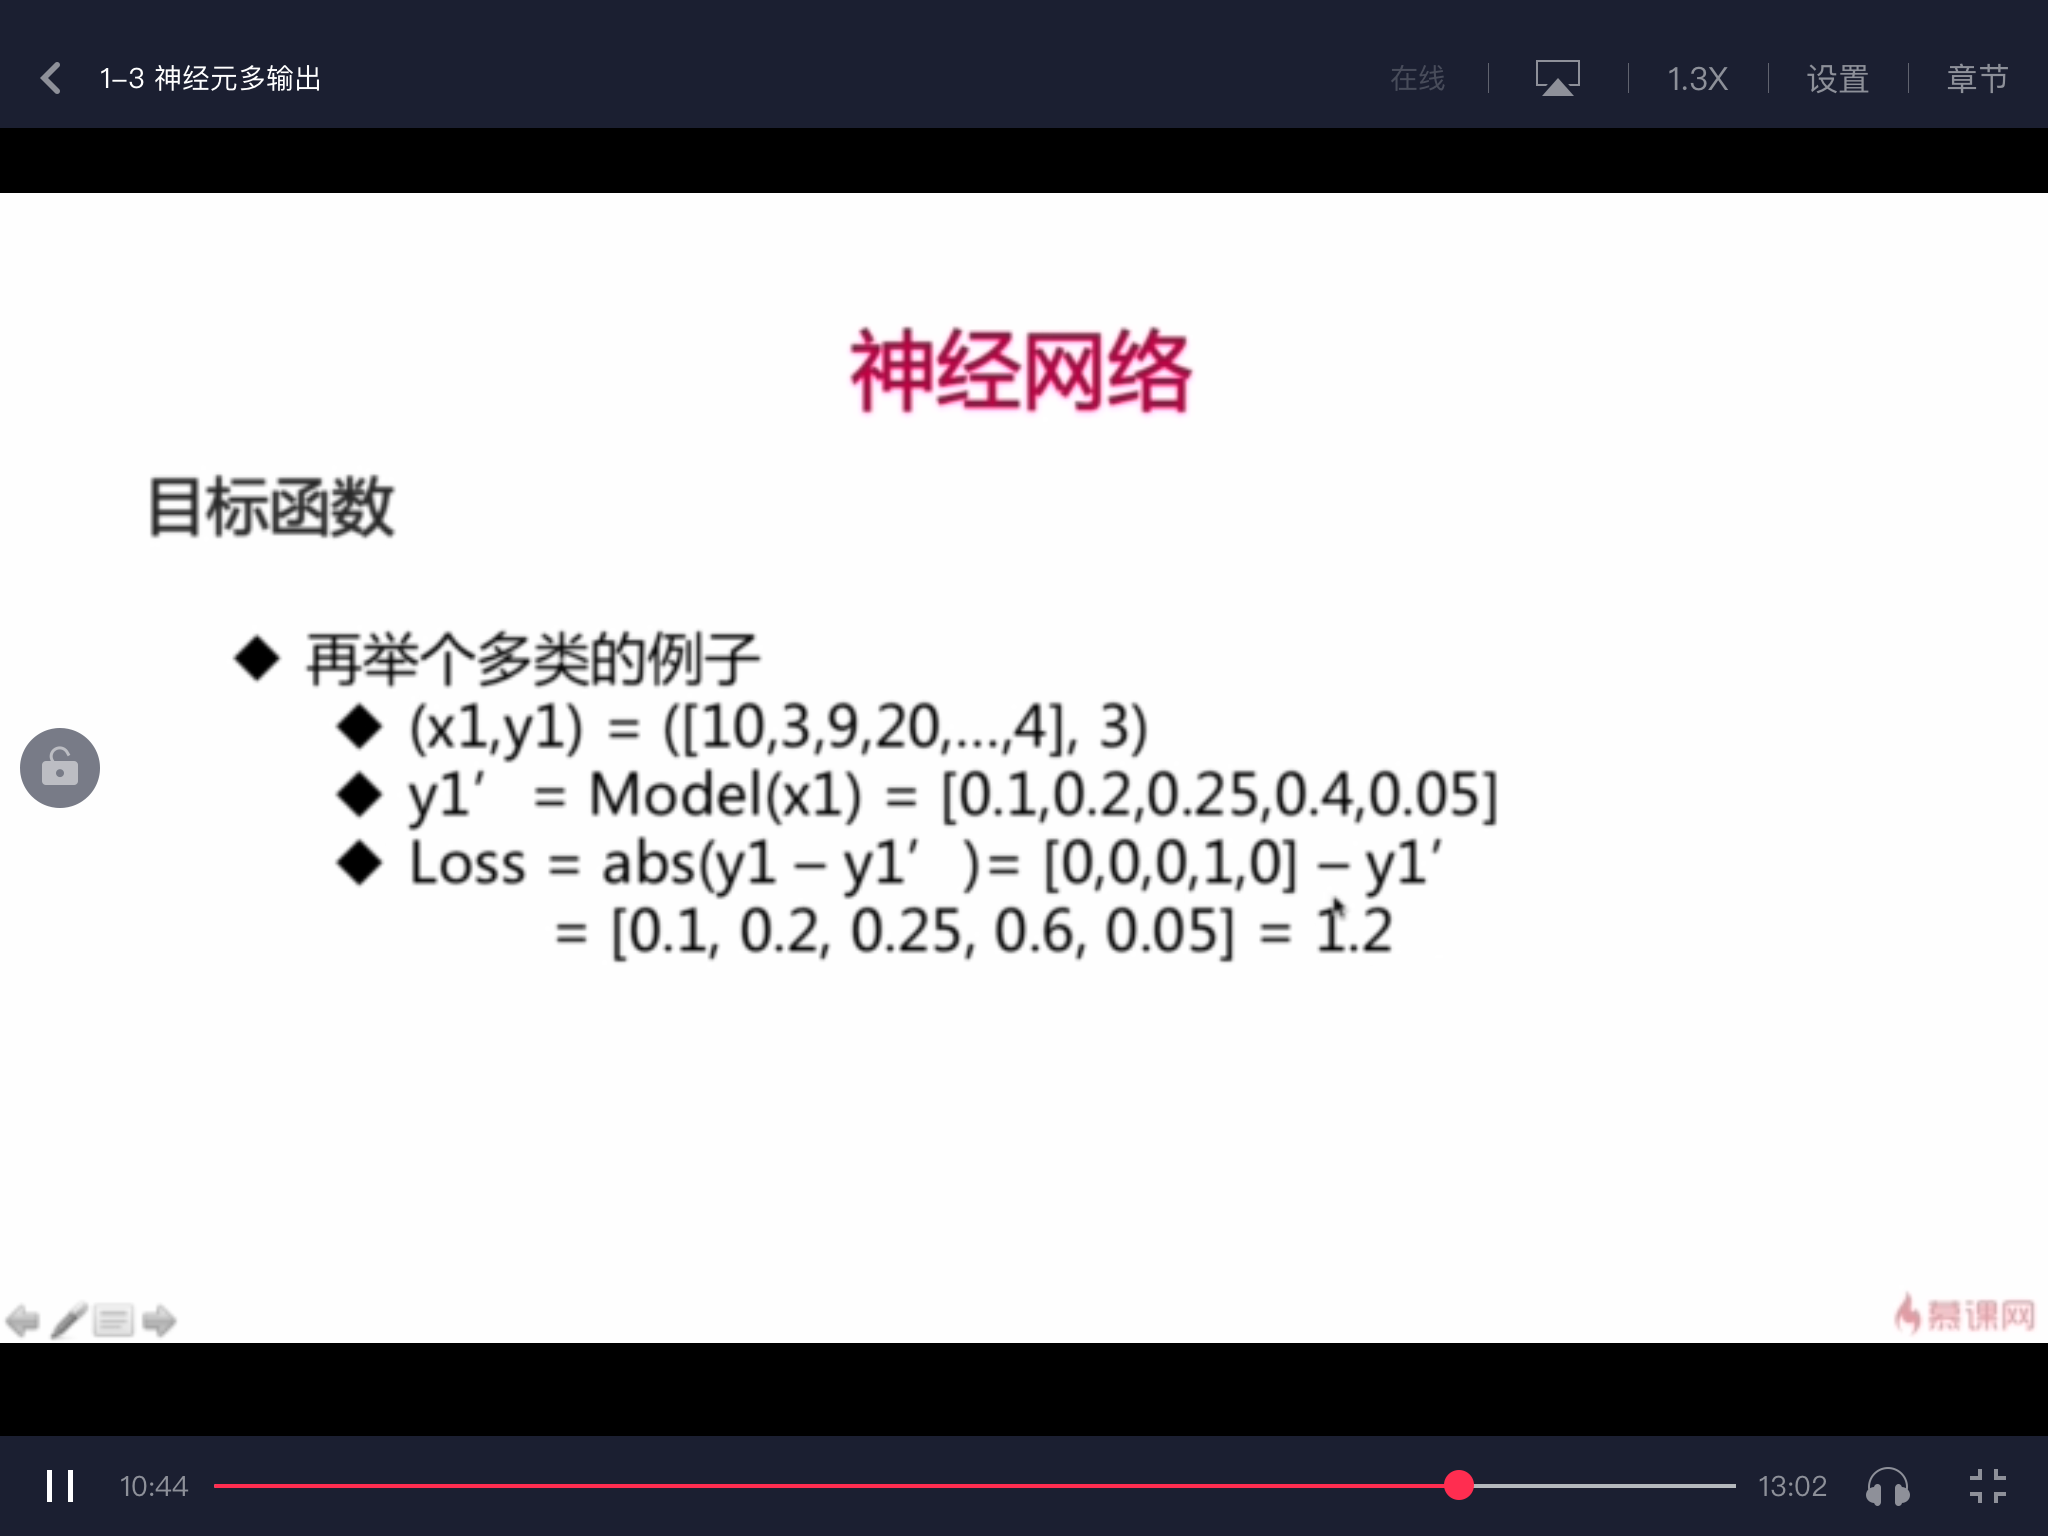 1-3 神经元多输出
在线
1.3X
设置
章节
神经网络
目标函数
◆ 再举个多类的例子
◆ (x1,y1) = ([10,3,9,20,...,4], 3)
◆ y1′ = Model(x1) = [0.1,0.2,0.25,0.4,0.05]
◆ Loss = abs(y1 – y1′ )= [0,0,0,1,0] – y1′
= [0.1, 0.2, 0.25, 0.6, 0.05] = 1.2
慕课网
10:44
13:02